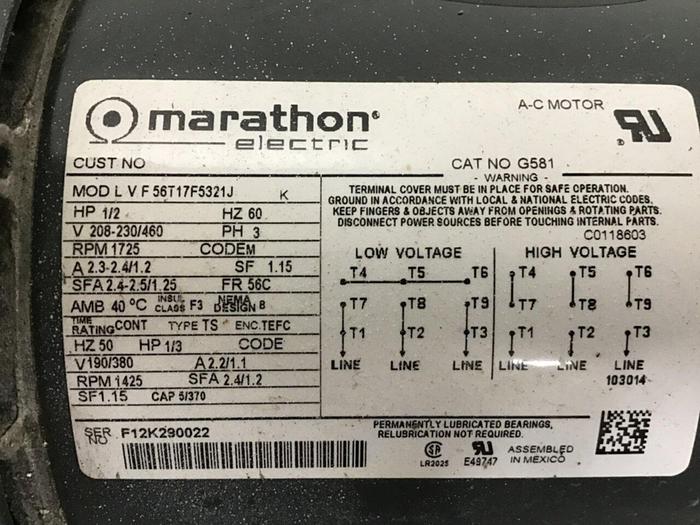 marathon®
electric
A-C MOTOR
CUST NO
CAT NO G581
MOD L V F 56T17F5321J K
HP 1/2 HZ 60
V 208-230/460 PH 3
RPM 1725 CODEM
A 2.3-2.4/1.2 SF 1.15
SFA 2.4-2.5/1.25 FR 56C
AMB 40 °C INSUL CLASS F3 NEMA DESIGN B
TIME RATING CONT TYPE TS ENC.TEFC
HZ 50 HP 1/3 CODE
V190/380 A 2.2/1.1
RPM 1425 SFA 2.4/1.2
SF1.15 CAP 5/370
- WARNING -
TERMINAL COVER MUST BE IN PLACE FOR SAFE OPERATION.
GROUND IN ACCORDANCE WITH LOCAL & NATIONAL ELECTRIC CODES.
KEEP FINGERS & OBJECTS AWAY FROM OPENINGS & ROTATING PARTS.
DISCONNECT POWER SOURCES BEFORE TOUCHING INTERNAL PARTS.
C0118603
LOW VOLTAGE HIGH VOLTAGE
T4 T5 T6 T4 T5 T6
T7 T8 T9 T7 T8 T9
T1 T2 T3 T1 T2 T3
LINE LINE LINE LINE LINE LINE
103014
SER NO F12K290022
PERMANENTLY LUBRICATED BEARINGS,
RELUBRICATION NOT REQUIRED.
LR2025 E49747
ASSEMBLED
IN MEXICO